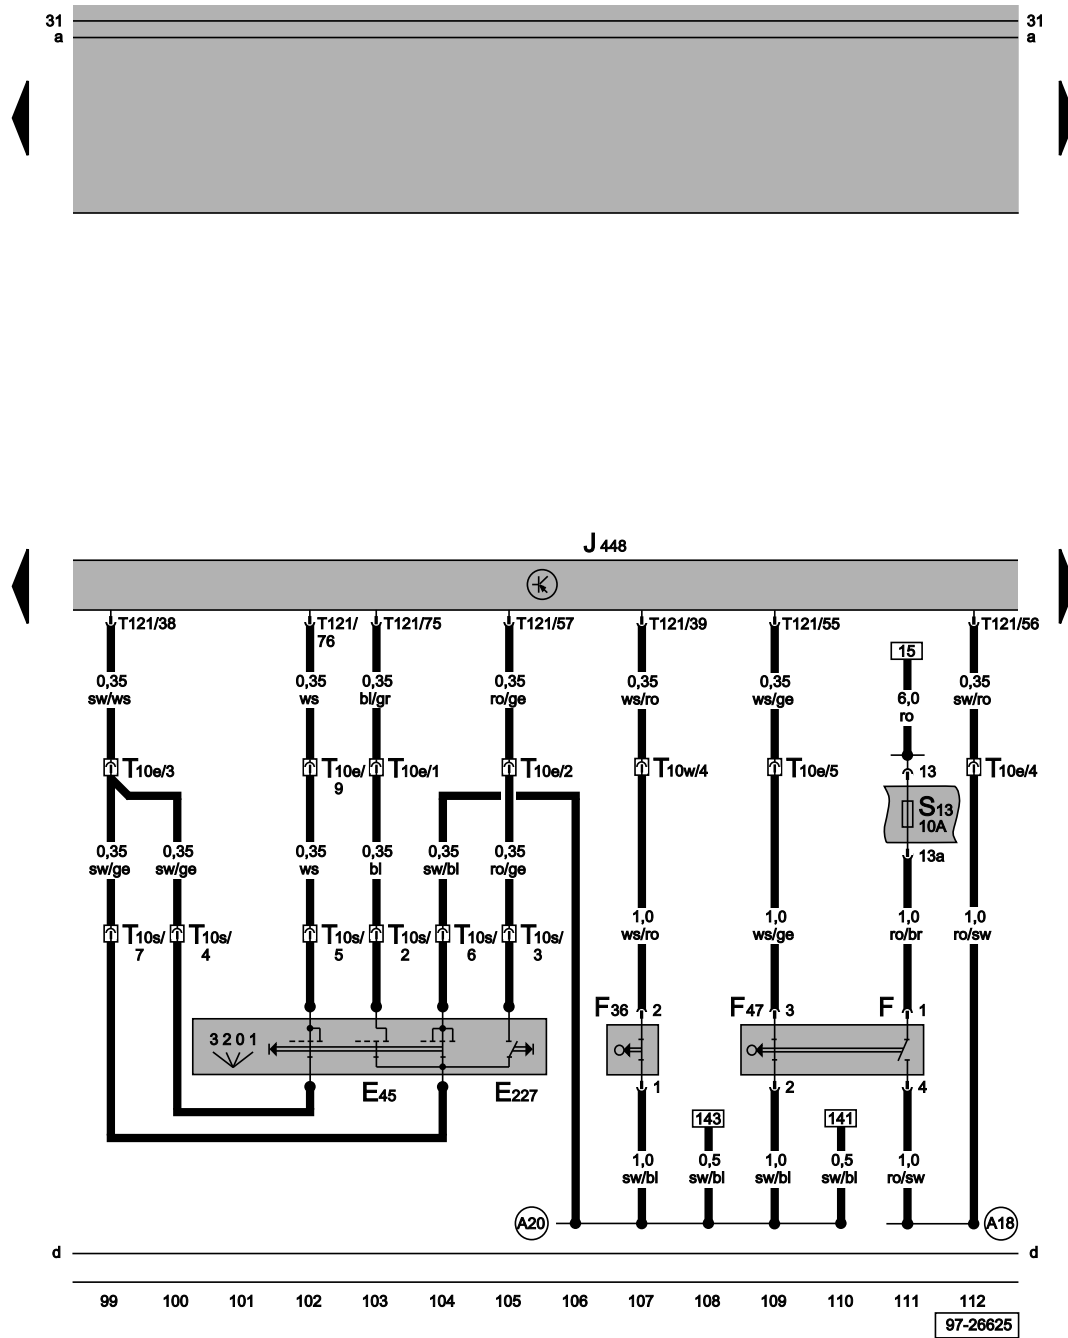 31 31
a a
J 448
T121/38 T121/ T121/75 T121/57 T121/39 T121/55 T121/56
76
15
0,35 0,35 0,35 0,35 0,35 0,35 0,35
sw/ws ws bl/gr ro/ge ws/ro ws/ge sw/ro
6,0
ro
T10e/3 T10e/ T10e/1 T10e/2 T10w/4 T10e/5 13 T10e/4
9
S13
10A
0,35 0,35 0,35 0,35 0,35 0,35 13a
sw/ge sw/ge ws bl sw/bl ro/ge
1,0 1,0 1,0 1,0
ws/ro ws/ge ro/br ro/sw
T10s/ T10s/ T10s/ T10s/ T10s/ T10s/
7 4 5 2 6 3
F36 2 F47 3 F 1
3 2 0 1
E45 E227 1 2 4
143 141
1,0 0,5 1,0 0,5 1,0
sw/bl sw/bl sw/bl sw/bl ro/sw
A20 A18
d d
99 100 101 102 103 104 105 106 107 108 109 110 111 112
97-26625